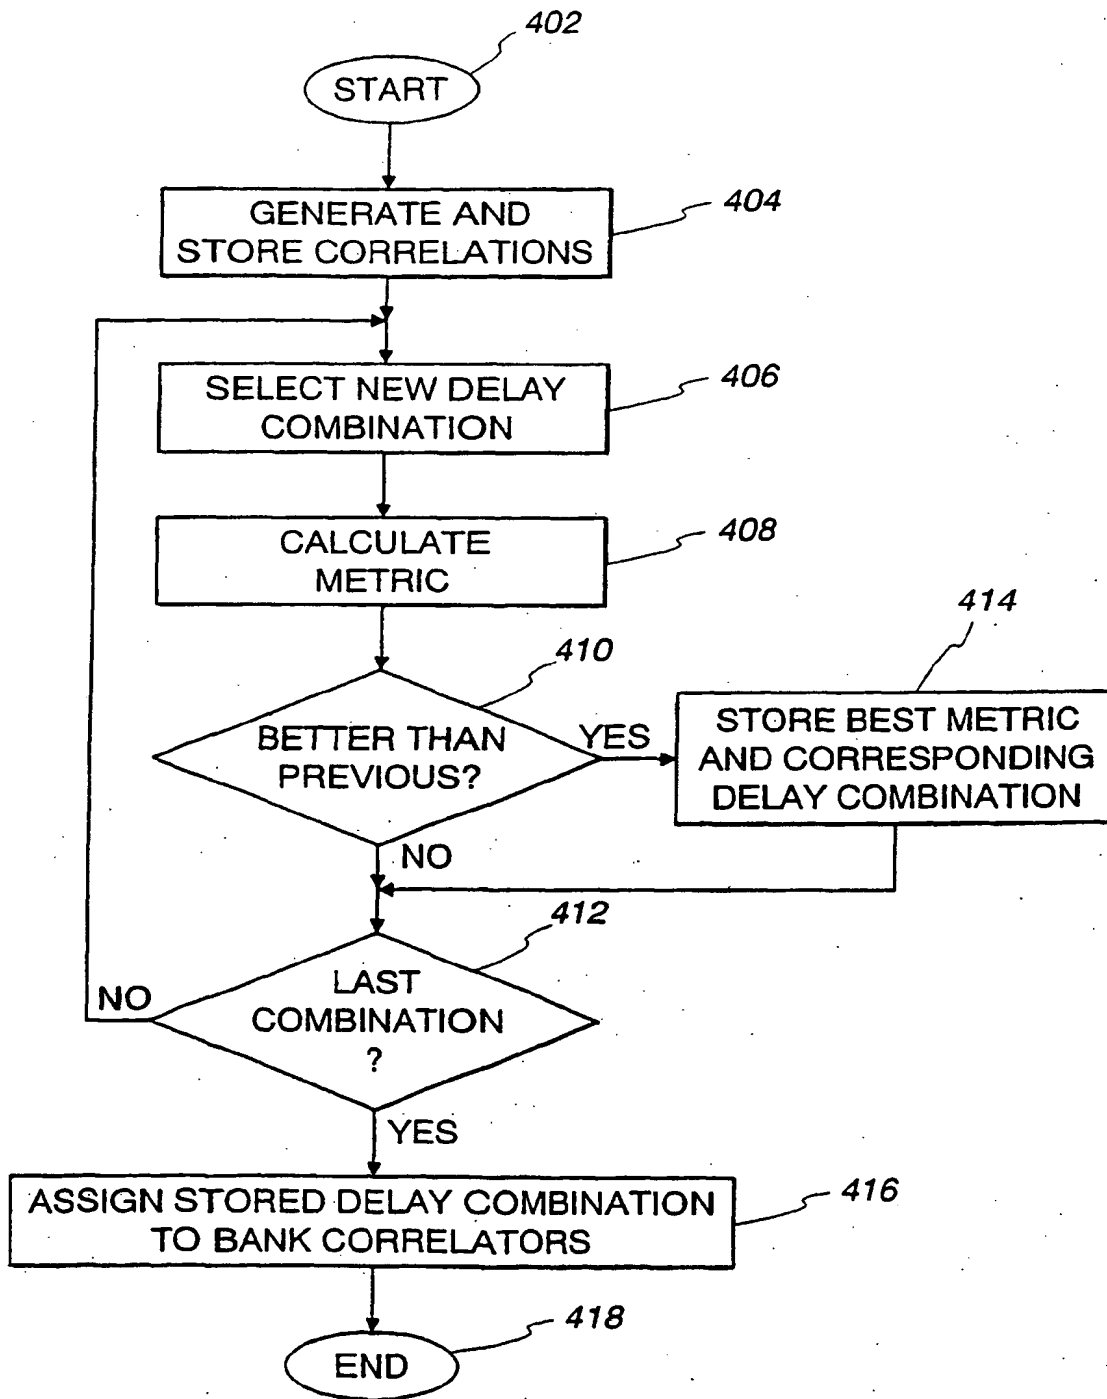 402
START
GENERATE AND
STORE CORRELATIONS
404
SELECT NEW DELAY
COMBINATION
406
CALCULATE
METRIC
408
410
BETTER THAN
PREVIOUS?
YES
414
STORE BEST METRIC
AND CORRESPONDING
DELAY COMBINATION
NO
412
LAST
COMBINATION
?
NO
YES
ASSIGN STORED DELAY COMBINATION
TO BANK CORRELATORS
416
END
418